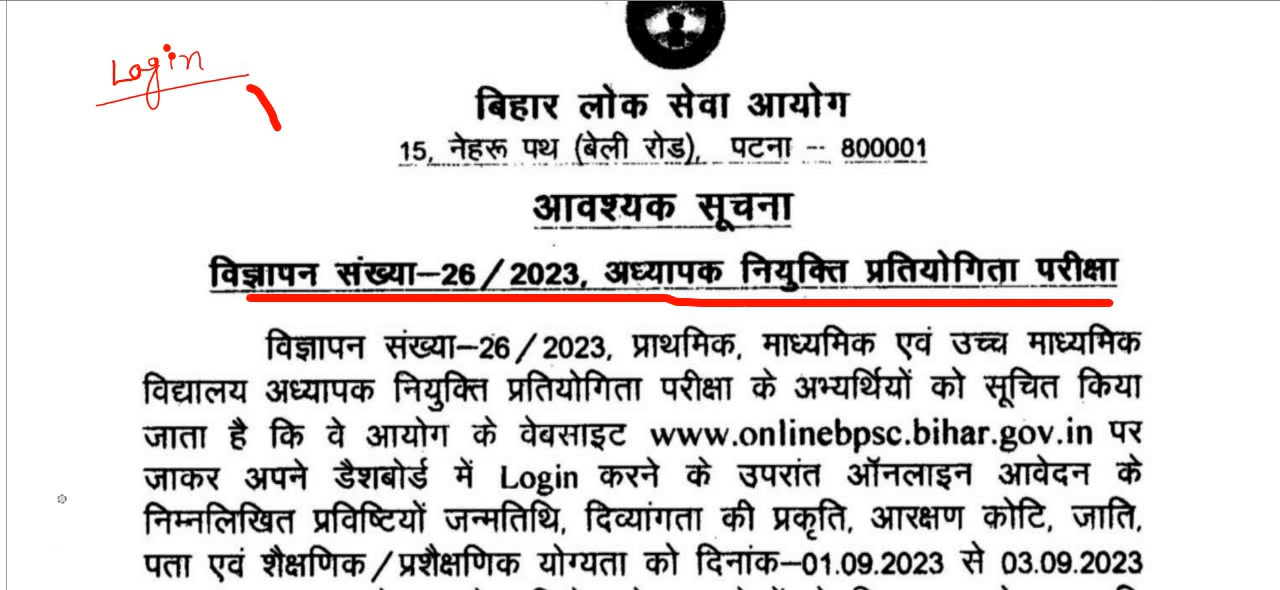 Login
बिहार लोक सेवा आयोग
15, नेहरू पथ (बेली रोड), पटना -- 800001
आवश्यक सूचना
विज्ञापन संख्या–26/2023, अध्यापक नियुक्ति प्रतियोगिता परीक्षा
विज्ञापन संख्या–26/2023, प्राथमिक, माध्यमिक एवं उच्च माध्यमिक
विद्यालय अध्यापक नियुक्ति प्रतियोगिता परीक्षा के अभ्यर्थियों को सूचित किया
जाता है कि वे आयोग के वेबसाइट www.onlinebpsc.bihar.gov.in पर
जाकर अपने डैशबोर्ड में Login करने के उपरांत ऑनलाइन आवेदन के
निम्नलिखित प्रविष्टियों जन्मतिथि, दिव्यांगता की प्रकृति, आरक्षण कोटि, जाति,
पता एवं शैक्षणिक/प्रशैक्षणिक योग्यता को दिनांक–01.09.2023 से 03.09.2023